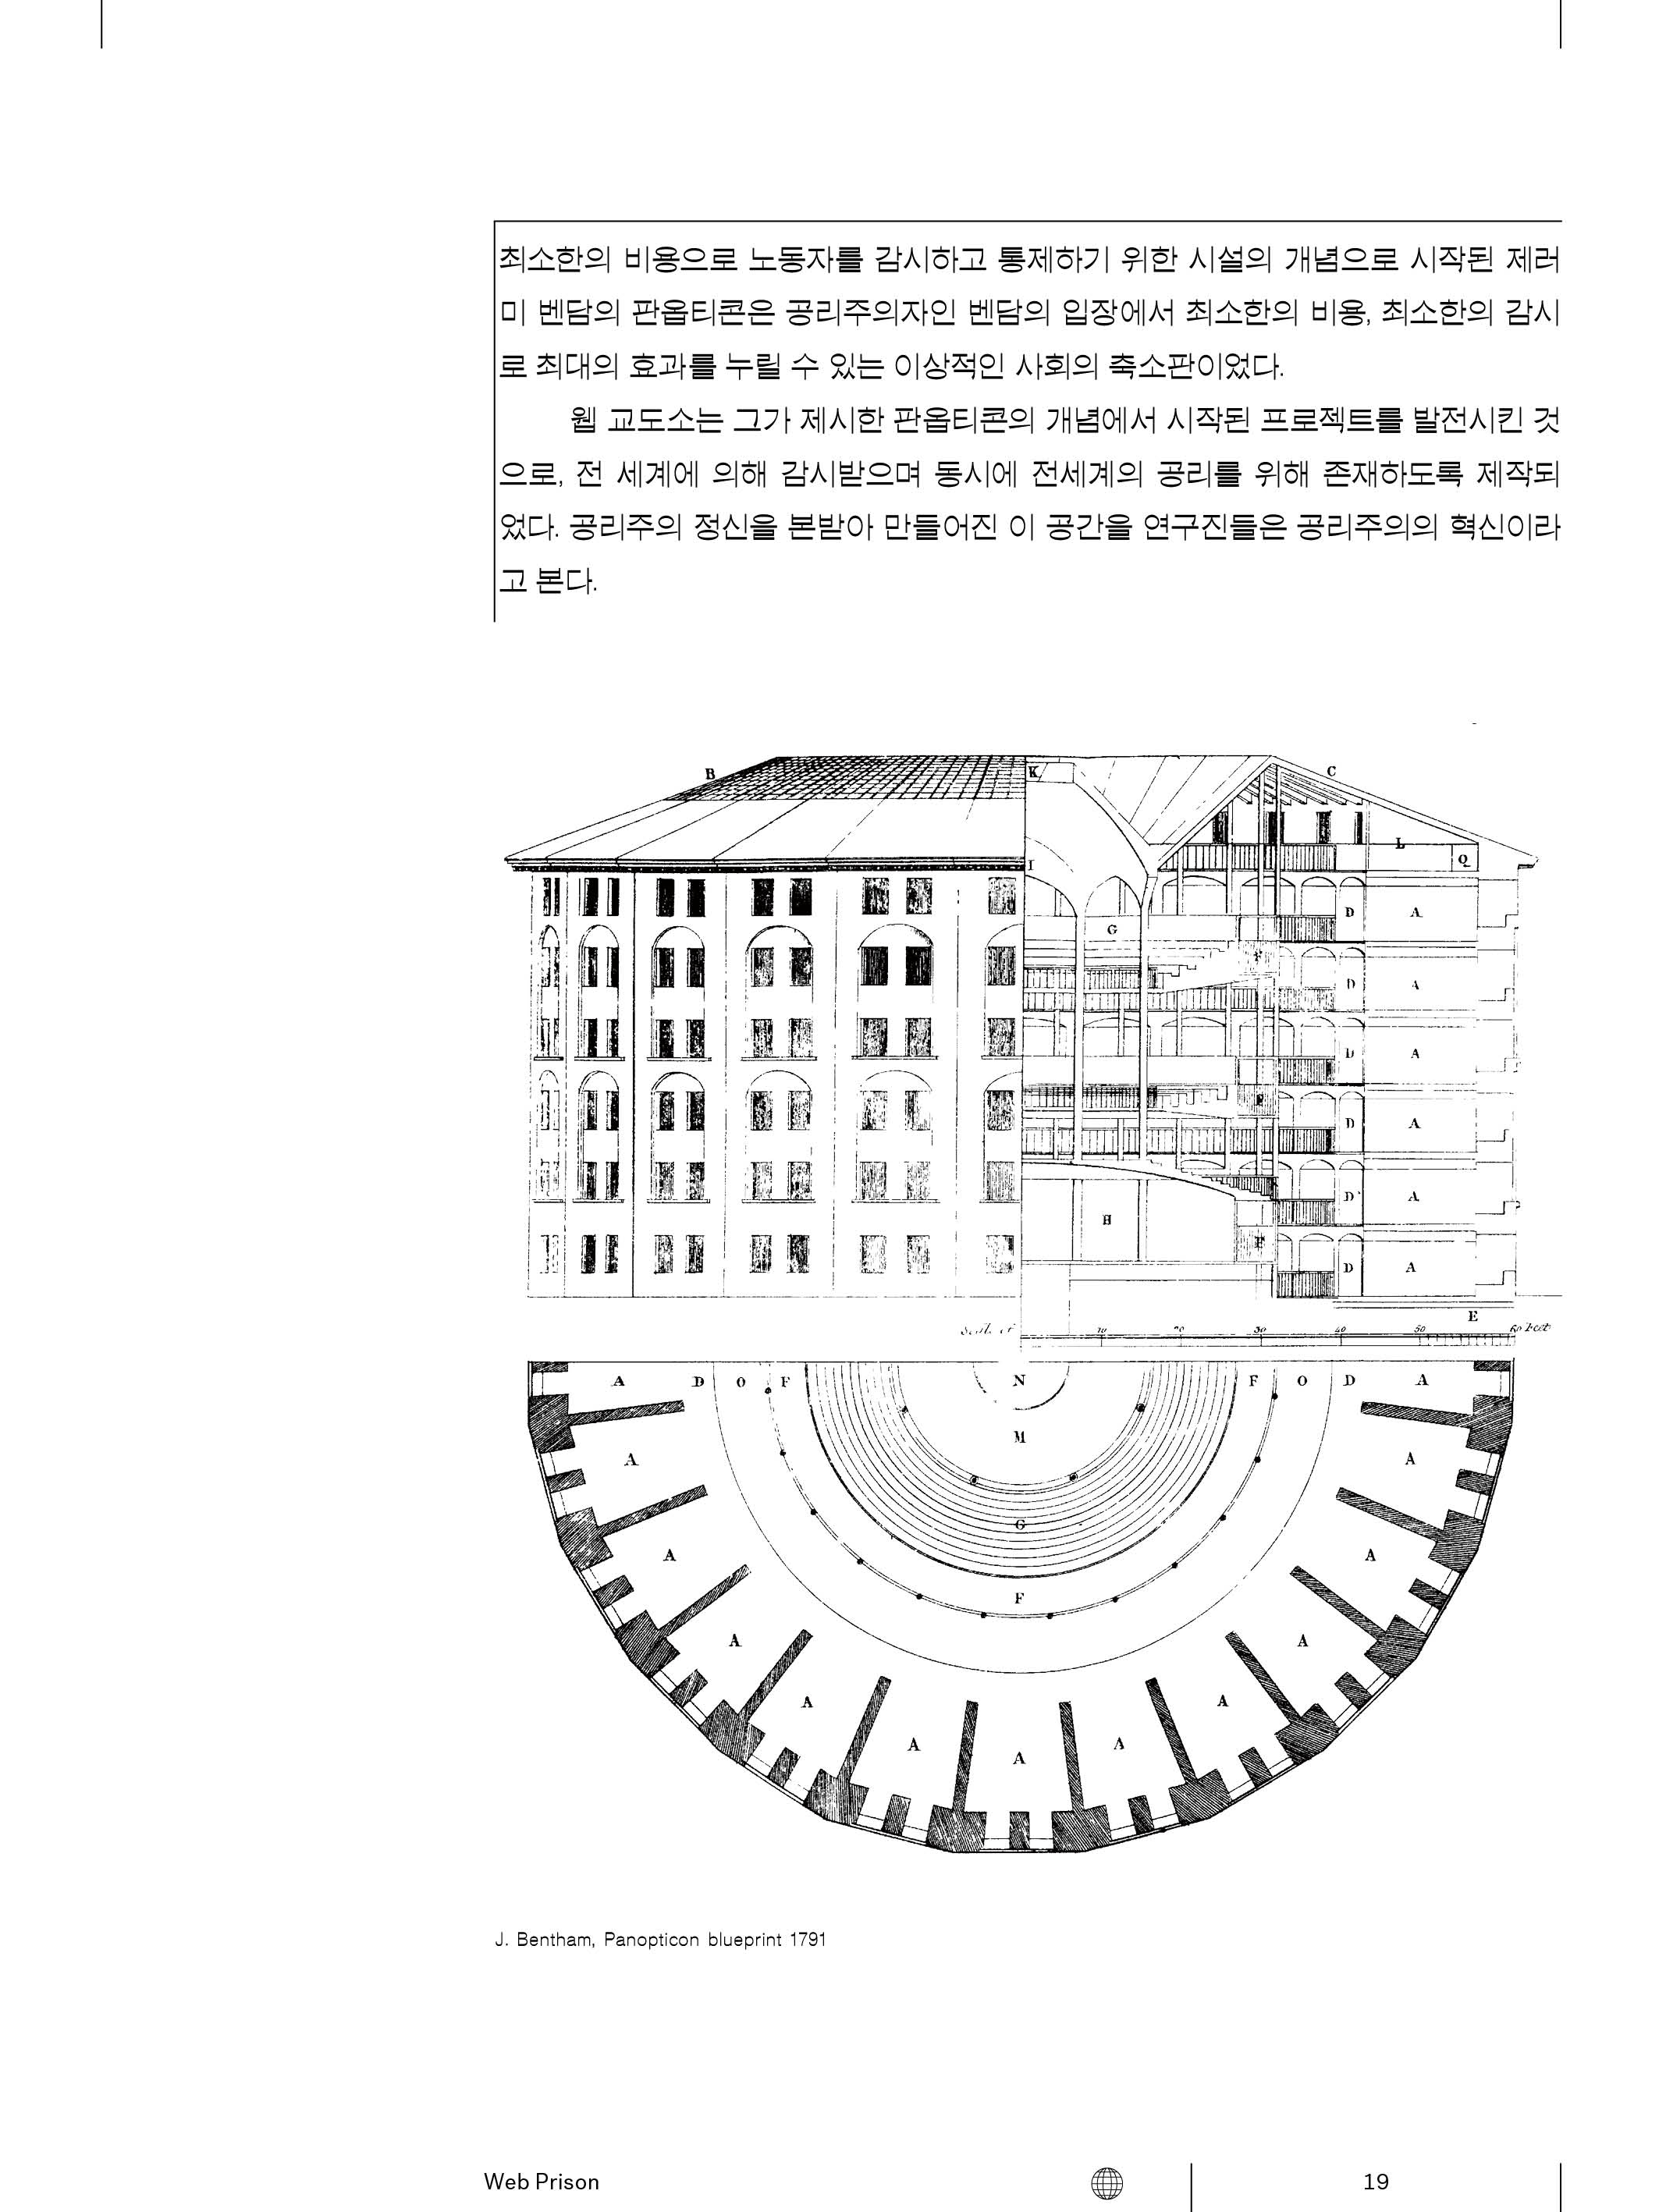 최소한의 비용으로 노동자를 감시하고 통제하기 위한 시설의 개념으로 시작된 제러
미 벤담의 판옵티콘은 공리주의자인 벤담의 입장에서 최소한의 비용, 최소한의 감시
로 최대의 효과를 누릴 수 있는 이상적인 사회의 축소판이었다.
웹 교도소는 그가 제시한 판옵티콘의 개념에서 시작된 프로젝트를 발전시킨 것
으로, 전 세계에 의해 감시받으며 동시에 전세계의 공리를 위해 존재하도록 제작되
었다. 공리주의 정신을 본받아 만들어진 이 공간을 연구진들은 공리주의의 혁신이라
고 본다.
B K C
L
I Q
D A
G
F
D A
D A
F D A
D A
H
F D A
E
10 20 30 40 50 60 Feet
A D O F N F O D A
M
A A
G
A A
F
A A
A A
A A
A
J. Bentham, Panopticon blueprint 1791
Web Prison 19